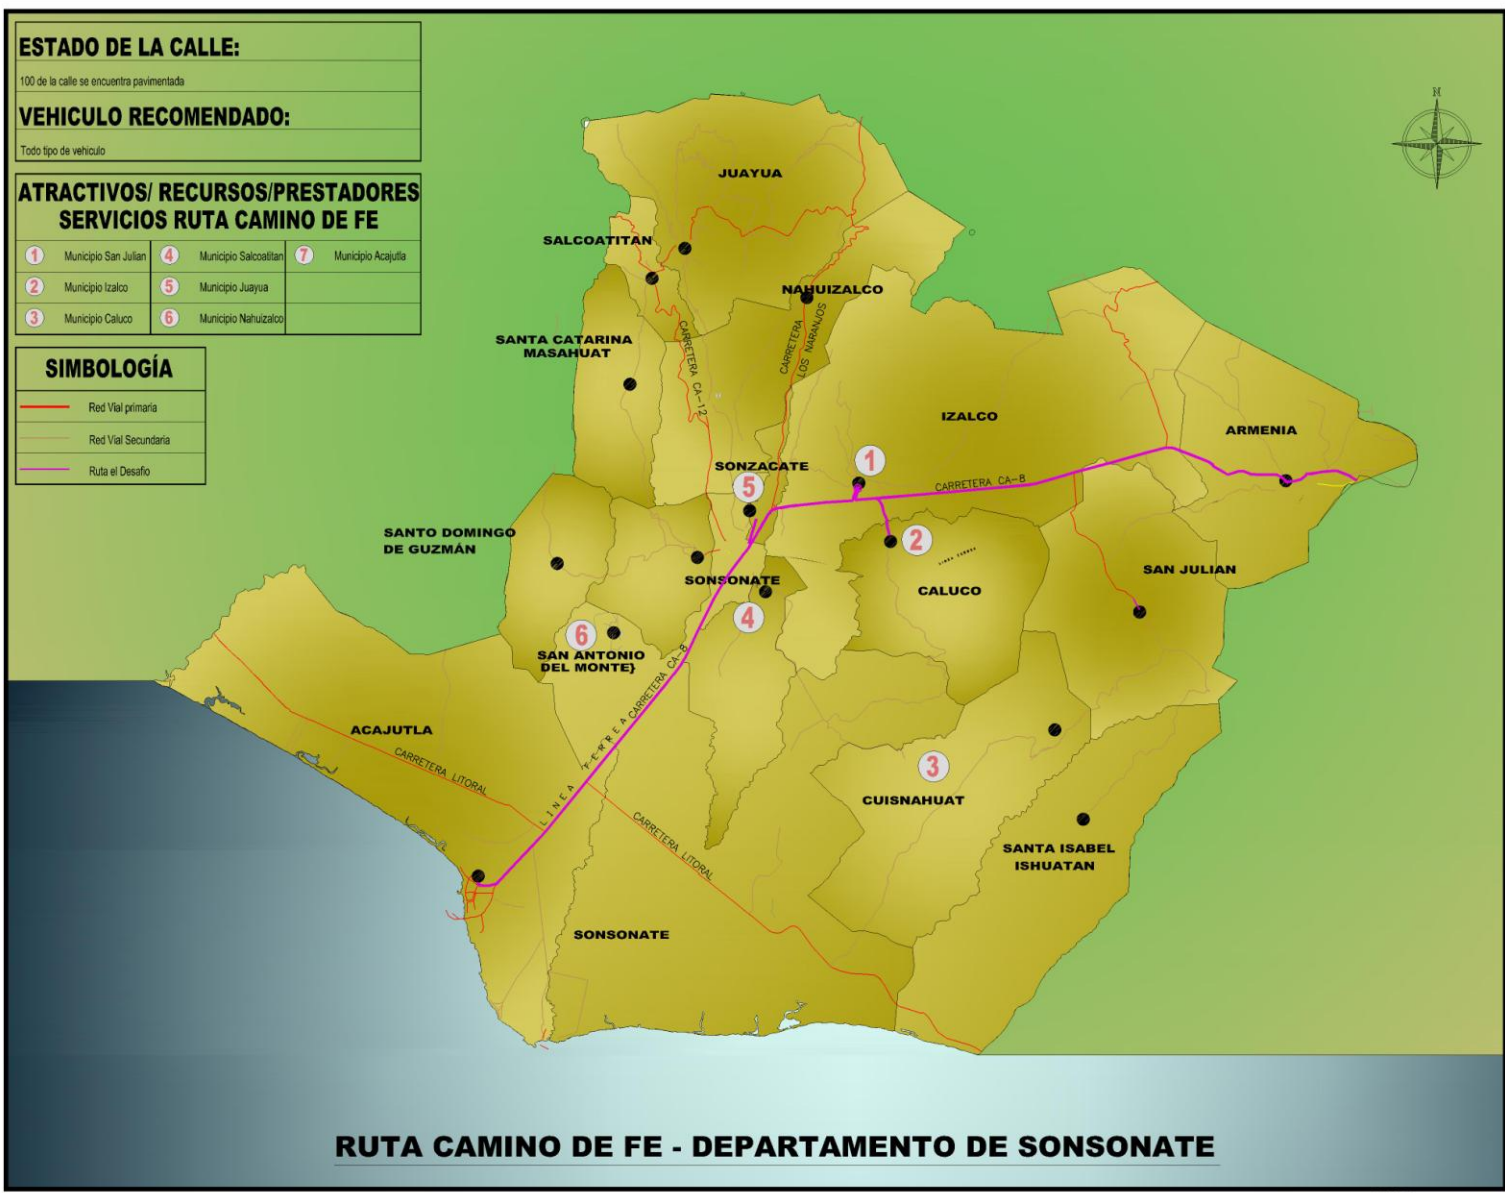 ESTADO DE LA CALLE:
100 de la calle se encuentra pavimentada
VEHICULO RECOMENDADO:
Todo tipo de vehiculo
ATRACTIVOS/ RECURSOS/PRESTADORES
SERVICIOS RUTA CAMINO DE FE
1 Municipio San Julian 4 Municipio Salcoatitan 7 Municipio Acajutla
2 Municipio Izalco 5 Municipio Juayua
3 Municipio Caluco 6 Municipio Nahuizalco
SIMBOLOGÍA
Red Vial primaria
Red Vial Secundaria
Ruta el Desafio
N
JUAYUA
SALCOATITAN
NAHUIZALCO
CARRETERA
LOS NARANJOS
SANTA CATARINA
MASAHUAT
CARRETERA CA-12
IZALCO
ARMENIA
SONZACATE
1
5
CARRETERA CA-8
SANTO DOMINGO
DE GUZMÁN
2
LINEA FERREA
SONSONATE
CALUCO
SAN JULIAN
4
6
SAN ANTONIO
DEL MONTE}
LINEA FERREA
CARRETERA CA-8
ACAJUTLA
CARRETERA LITORAL
3
CUISNAHUAT
CARRETERA LITORAL
SANTA ISABEL
ISHUATAN
SONSONATE
RUTA CAMINO DE FE - DEPARTAMENTO DE SONSONATE